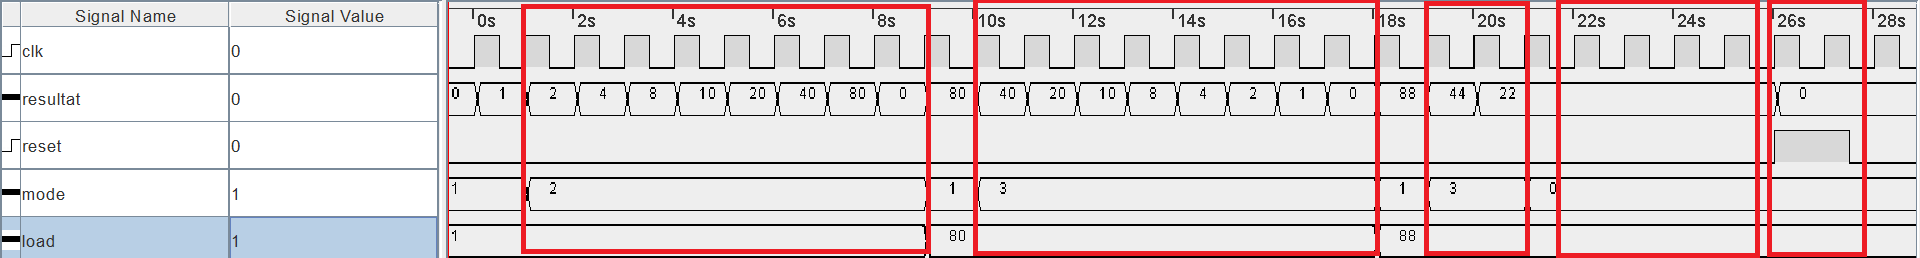 Signal Name Signal Value 0s 2s 4s 6s 8s 10s 12s 14s 16s 18s 20s 22s 24s 26s 28s
clk 0
resultat 0 0 1 2 4 8 10 20 40 80 0 80 40 20 10 8 4 2 1 0 88 44 22 0
reset 0
mode 1 1 2 1 3 1 3 0
load 1 1 80 88